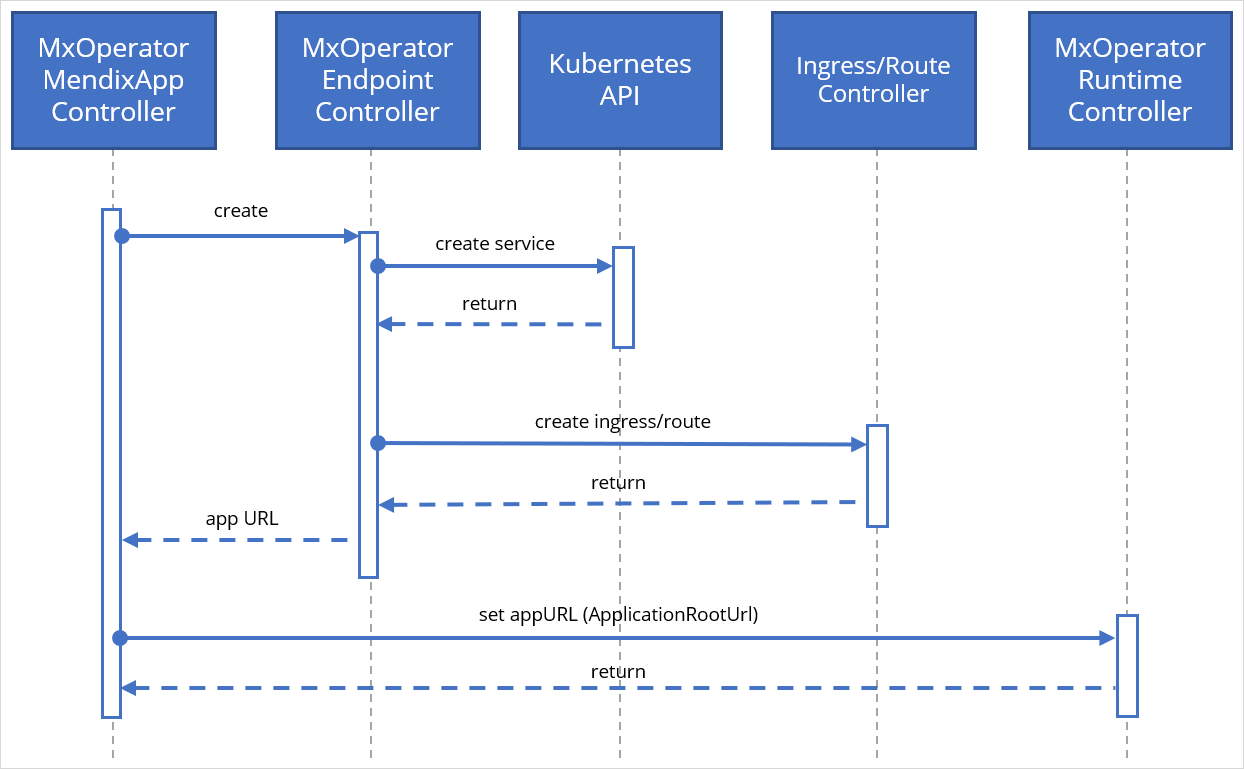 MxOperator
MendixApp
Controller
MxOperator
Endpoint
Controller
Kubernetes
API
Ingress/Route
Controller
MxOperator
Runtime
Controller
create
create service
return
create ingress/route
return
app URL
set appURL (ApplicationRootUrl)
return